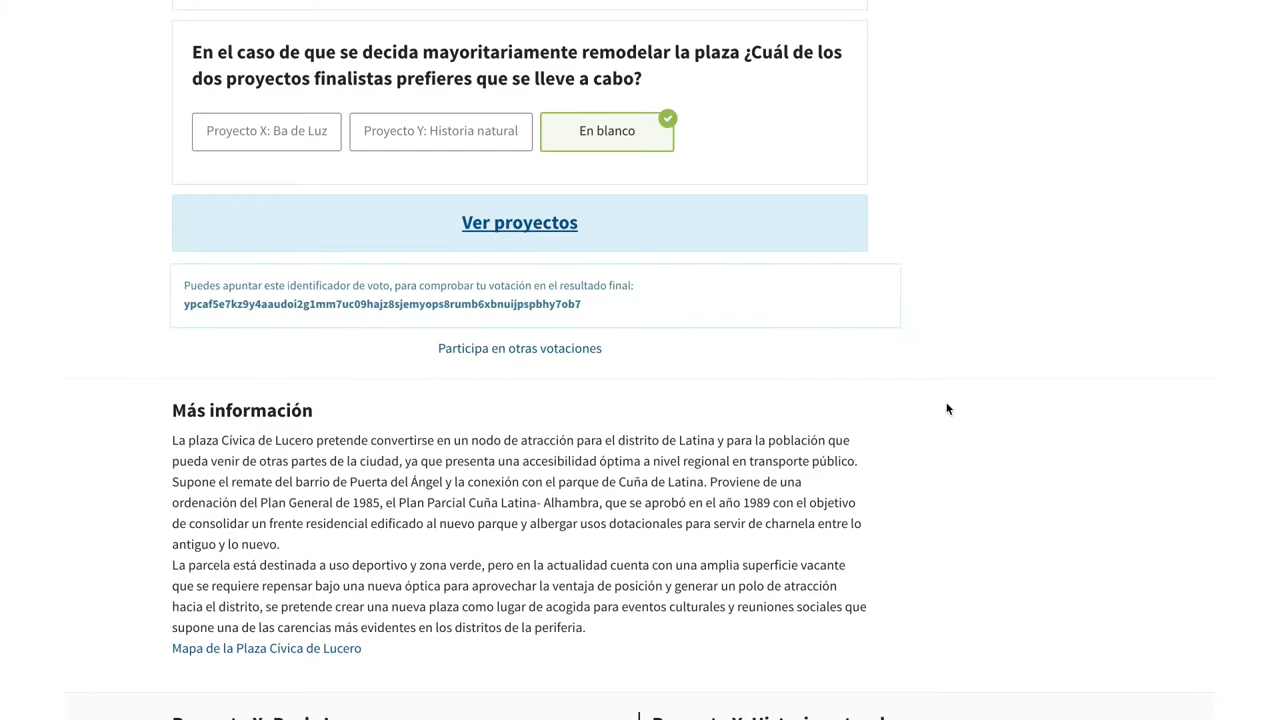 En el caso de que se decida mayoritariamente remodelar la plaza ¿Cuál de los
dos proyectos finalistas prefieres que se lleve a cabo?
Proyecto X: Ba de Luz
Proyecto Y: Historia natural
En blanco
Ver proyectos
Puedes apuntar este identificador de voto, para comprobar tu votación en el resultado final:
ypcaf5e7kz9y4aaudoi2g1mm7uc09hajz8sjemyops8rumb6xbnuijpspbhy7ob7
Participa en otras votaciones
Más información
La plaza Cívica de Lucero pretende convertirse en un nodo de atracción para el distrito de Latina y para la población que
pueda venir de otras partes de la ciudad, ya que presenta una accesibilidad óptima a nivel regional en transporte público.
Supone el remate del barrio de Puerta del Ángel y la conexión con el parque de Cuña de Latina. Proviene de una
ordenación del Plan General de 1985, el Plan Parcial Cuña Latina- Alhambra, que se aprobó en el año 1989 con el objetivo
de consolidar un frente residencial edificado al nuevo parque y albergar usos dotacionales para servir de charnela entre lo
antiguo y lo nuevo.
La parcela está destinada a uso deportivo y zona verde, pero en la actualidad cuenta con una amplia superficie vacante
que se requiere repensar bajo una nueva óptica para aprovechar la ventaja de posición y generar un polo de atracción
hacia el distrito, se pretende crear una nueva plaza como lugar de acogida para eventos culturales y reuniones sociales que
supone una de las carencias más evidentes en los distritos de la periferia.
Mapa de la Plaza Cívica de Lucero